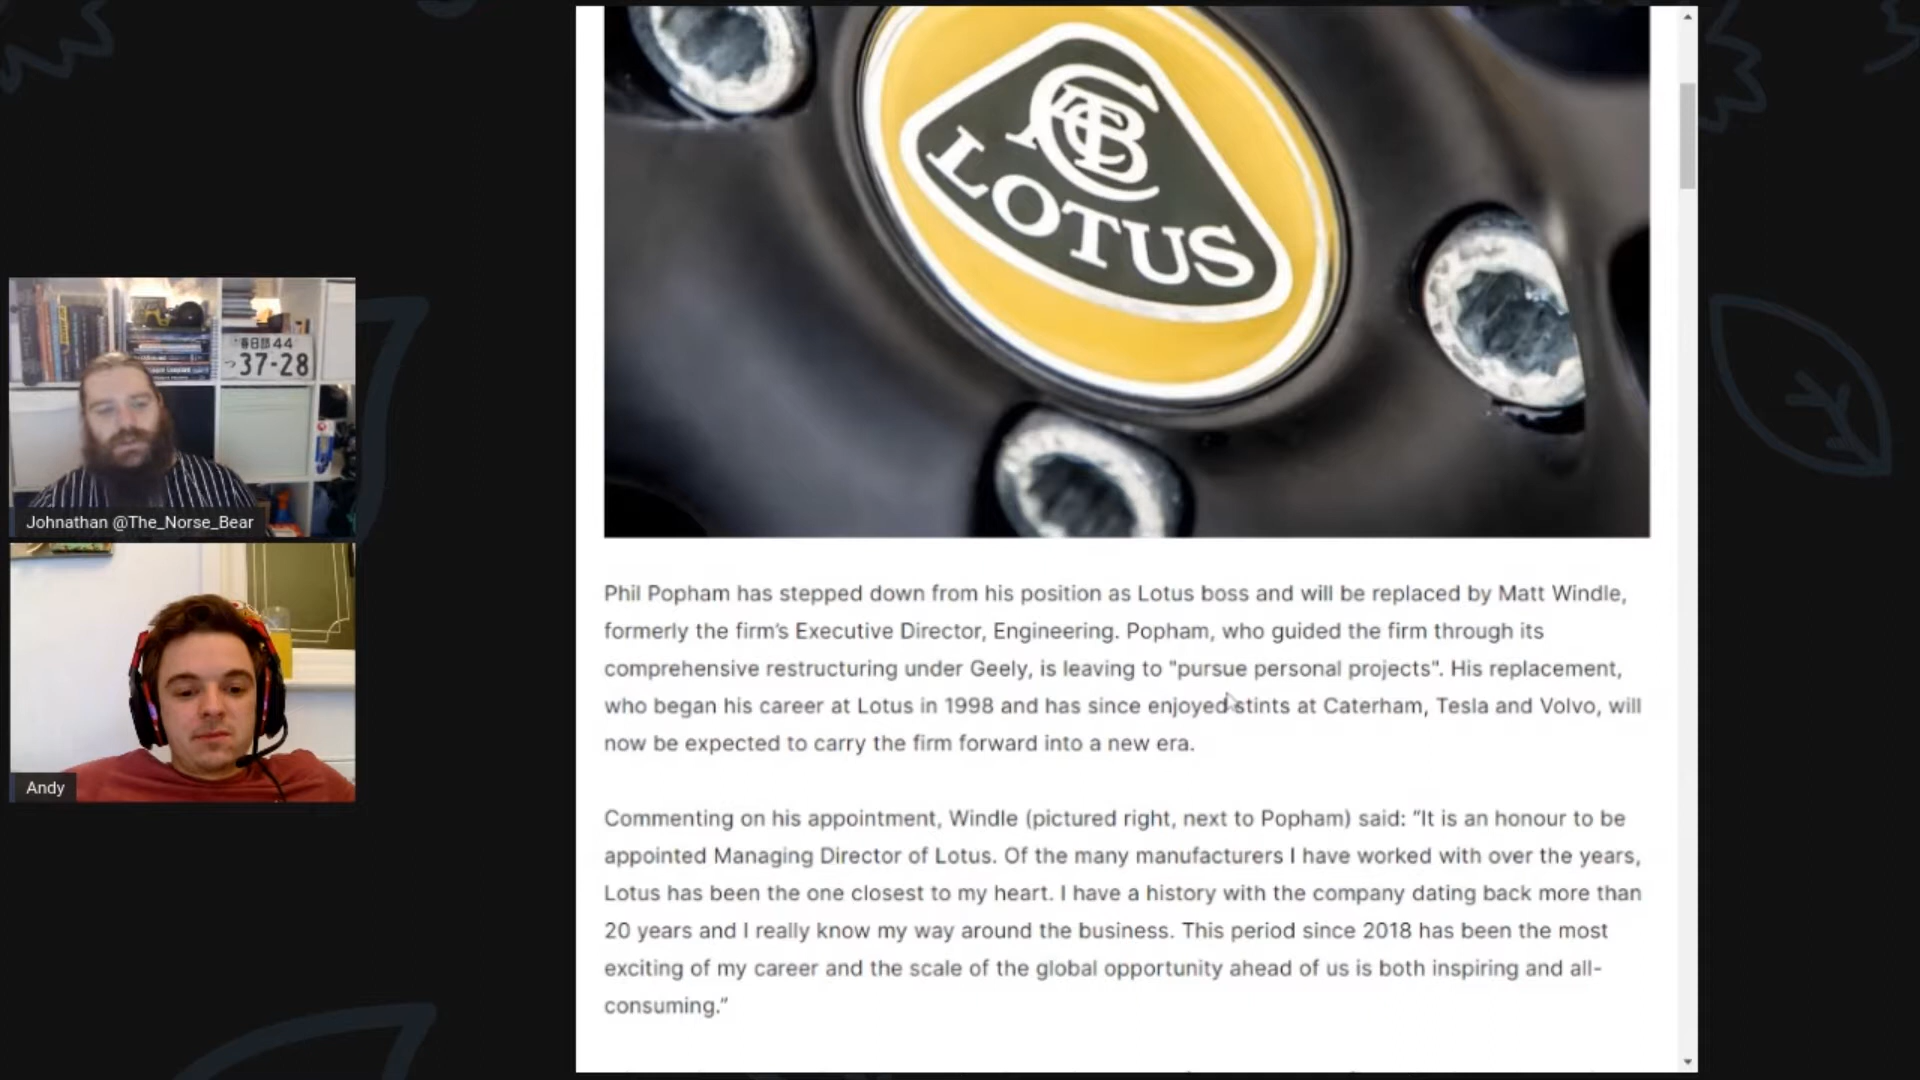 LOTUS
春日部 44
つ 37-28
Johnathan @The_Norse_Bear
Andy
Phil Popham has stepped down from his position as Lotus boss and will be replaced by Matt Windle,
formerly the firm's Executive Director, Engineering. Popham, who guided the firm through its
comprehensive restructuring under Geely, is leaving to "pursue personal projects". His replacement,
who began his career at Lotus in 1998 and has since enjoyed stints at Caterham, Tesla and Volvo, will
now be expected to carry the firm forward into a new era.
Commenting on his appointment, Windle (pictured right, next to Popham) said: “It is an honour to be
appointed Managing Director of Lotus. Of the many manufacturers I have worked with over the years,
Lotus has been the one closest to my heart. I have a history with the company dating back more than
20 years and I really know my way around the business. This period since 2018 has been the most
exciting of my career and the scale of the global opportunity ahead of us is both inspiring and all-
consuming.”